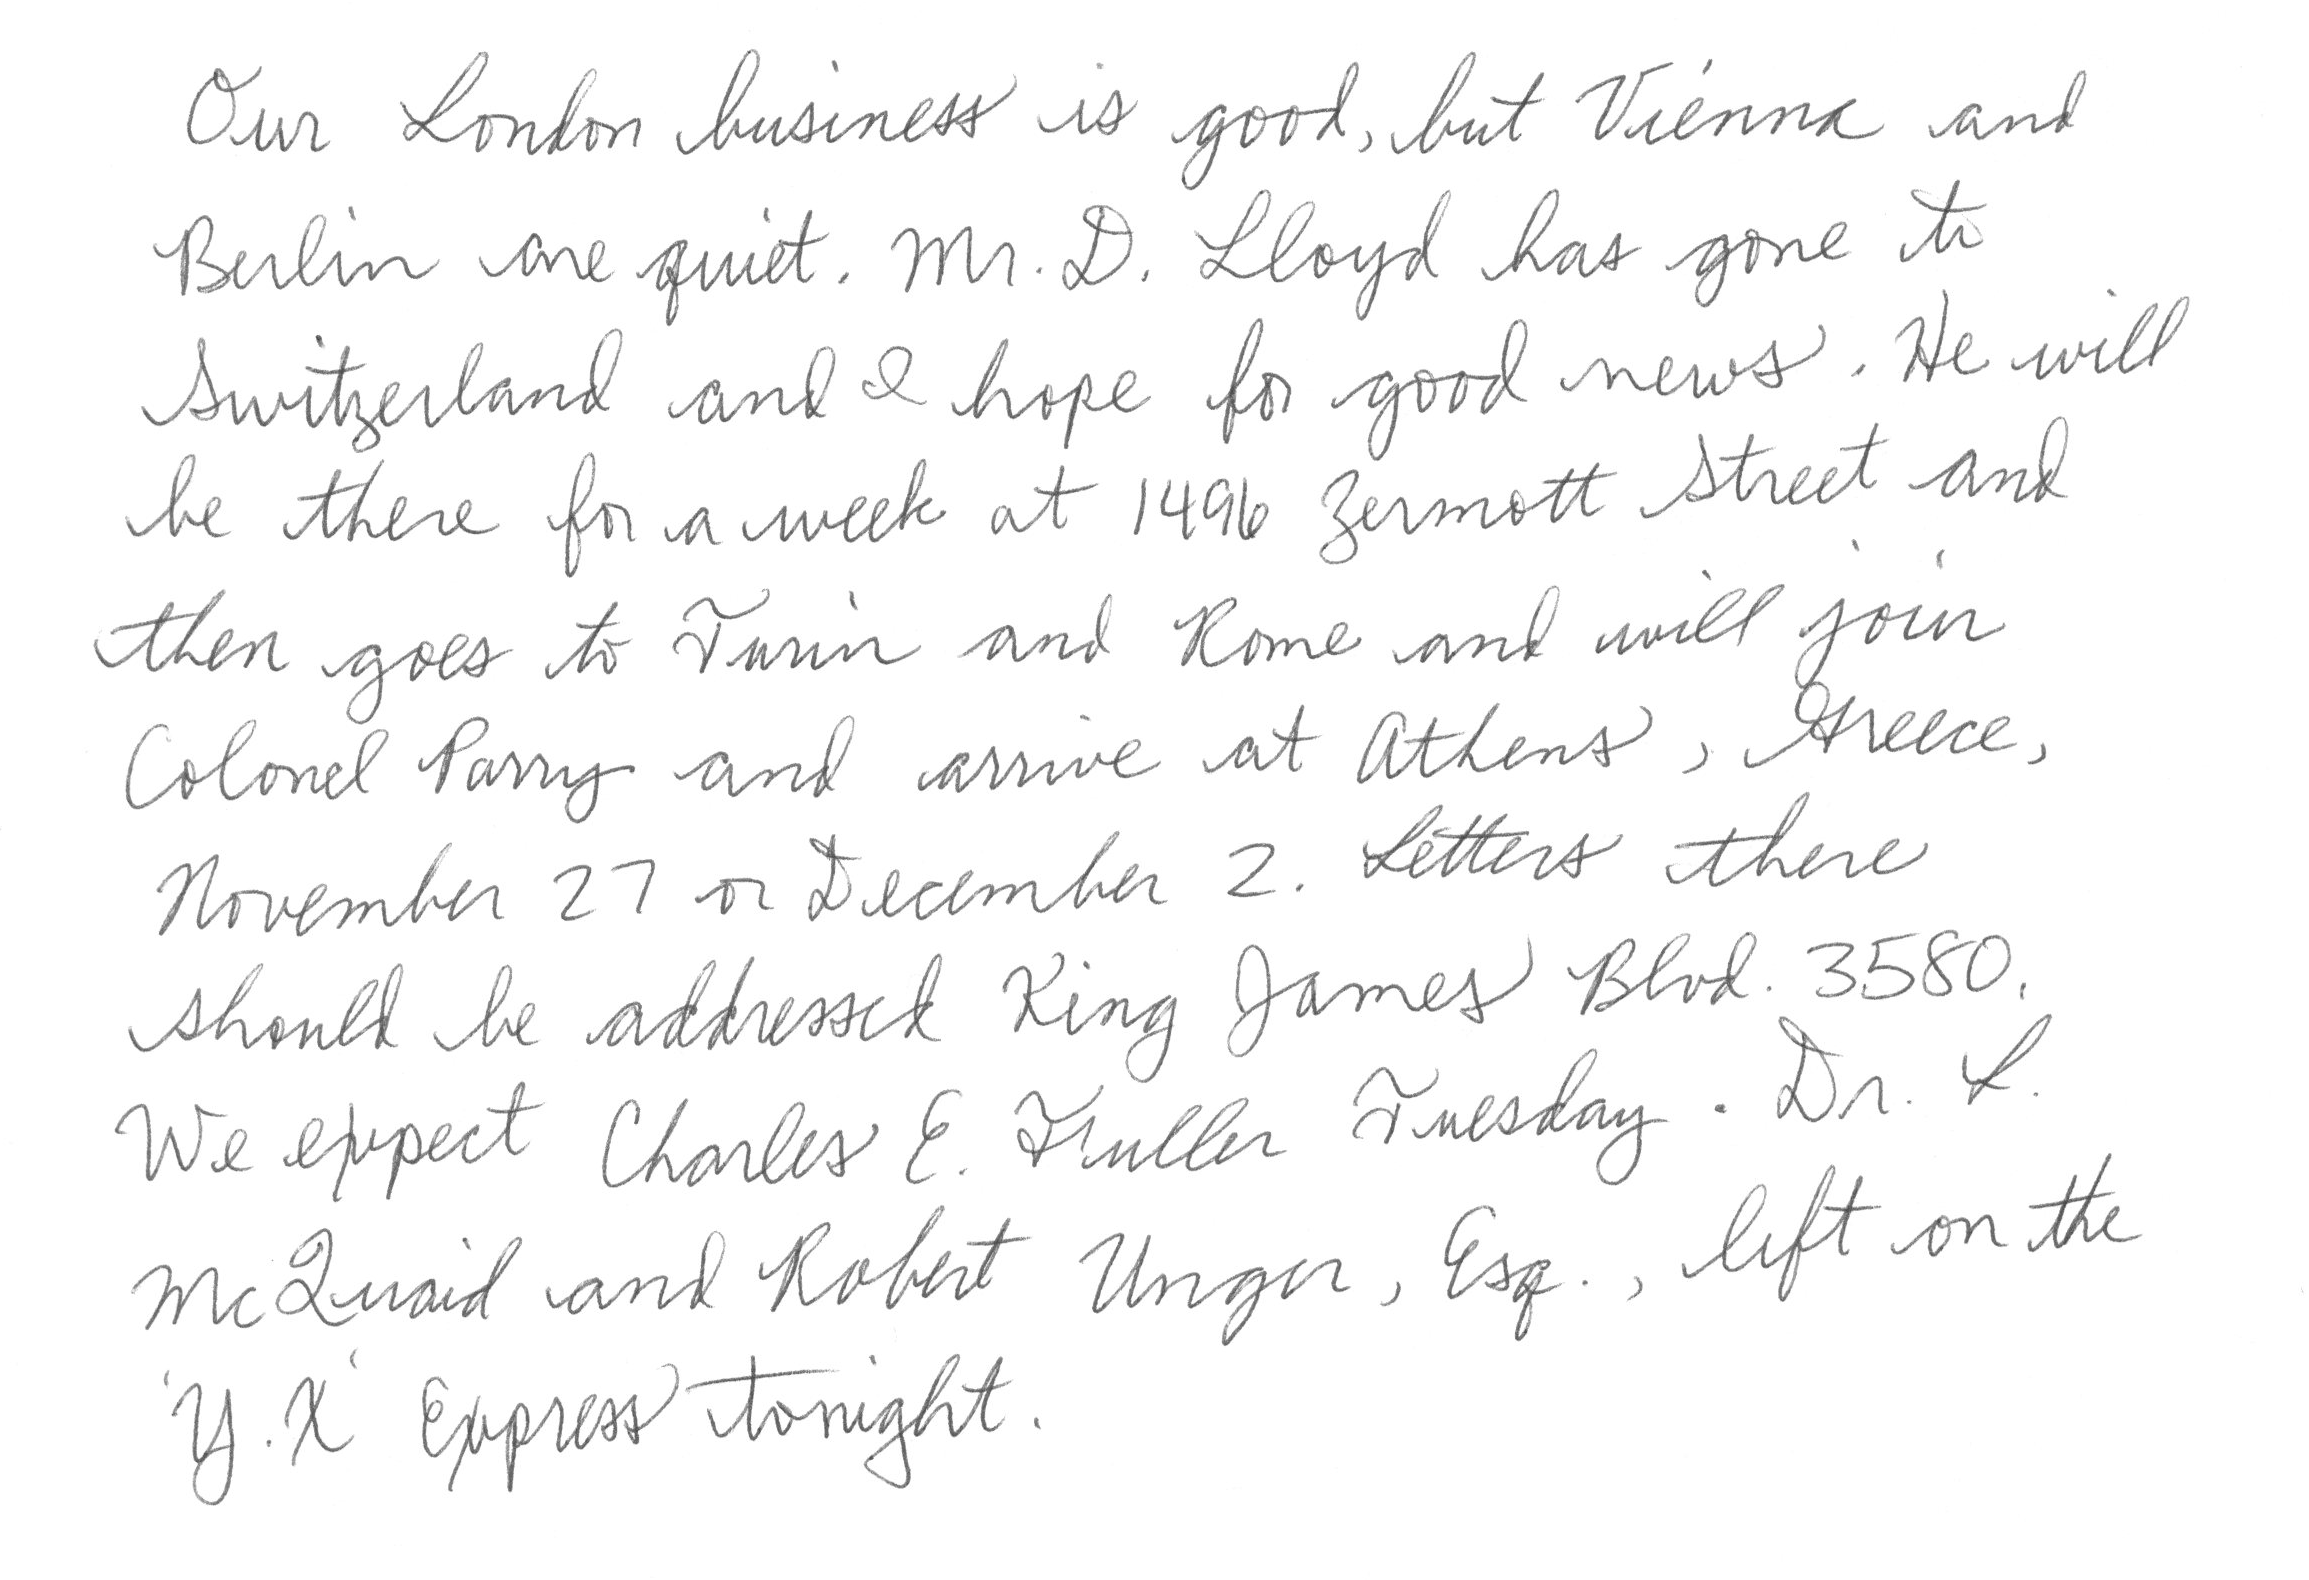 Our London business is good, but Vienna and
Berlin are quiet. Mr. D. Lloyd has gone to
Switzerland and I hope for good news. He will
be there for a week at 1496 Zermott Street and
then goes to Turin and Rome and will join
Colonel Parry and arrive at Athens, Greece,
November 27 or December 2. Letters there
should be addressed King James Blvd. 3580.
We expect Charles E. Fuller Tuesday. Dr. L.
McQuaid and Robert Unger, Esq., left on the
'Y.X' Express tonight.